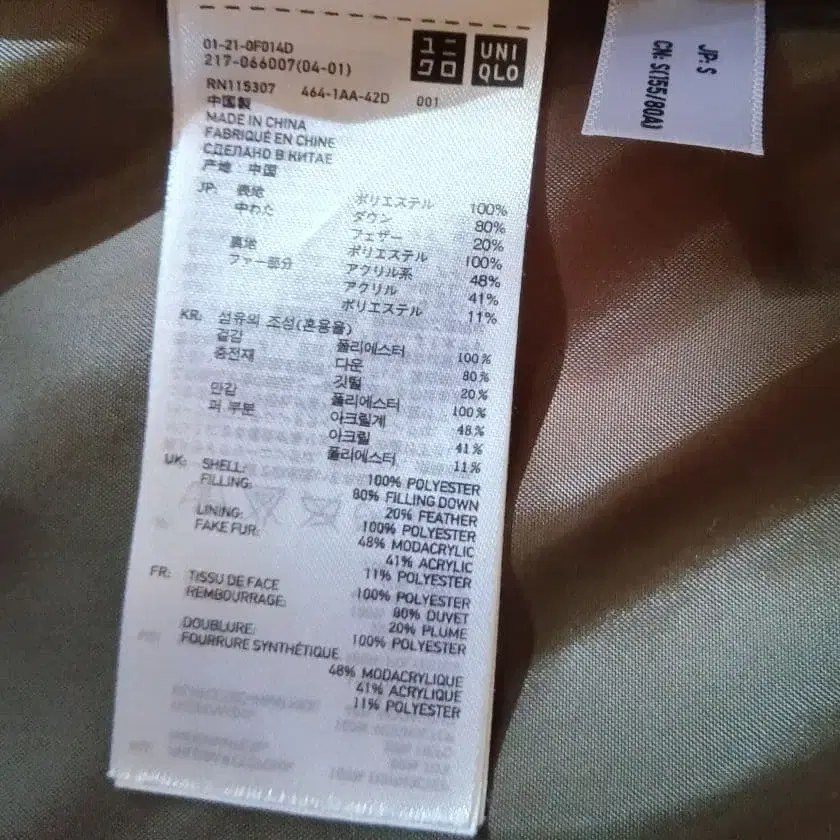 01-21-0F014D
217-066007(04-01)
RN115307 464-1AA-42D 001
ユニ
クロ
UNI
QLO
中国製
MADE IN CHINA
FABRIQUÉ EN CHINE
СДЕЛАНО В КИТАЕ
产地：中国
JP: 表地 ポリエステル 100%
中わた ダウン 80%
フェザー 20%
裏地 ポリエステル 100%
ファー部分 アクリル系 48%
アクリル 41%
ポリエステル 11%
KR: 섬유의 조성(혼용율)
겉감 폴리에스터 100%
충전재 다운 80%
깃털 20%
안감 폴리에스터 100%
퍼 부분 아크릴계 48%
아크릴 41%
폴리에스터 11%
UK: SHELL: 100% POLYESTER
FILLING: 80% FILLING DOWN
20% FEATHER
LINING: 100% POLYESTER
FAKE FUR: 48% MODACRYLIC
41% ACRYLIC
11% POLYESTER
FR: TISSU DE FACE 100% POLYESTER
REMBOURRAGE: 80% DUVET
20% PLUME
DOUBLURE: 100% POLYESTER
FOURRURE SYNTHÉTIQUE
48% MODACRYLIQUE
41% ACRYLIQUE
11% POLYESTER
JP: S
CN: S(155/80A)